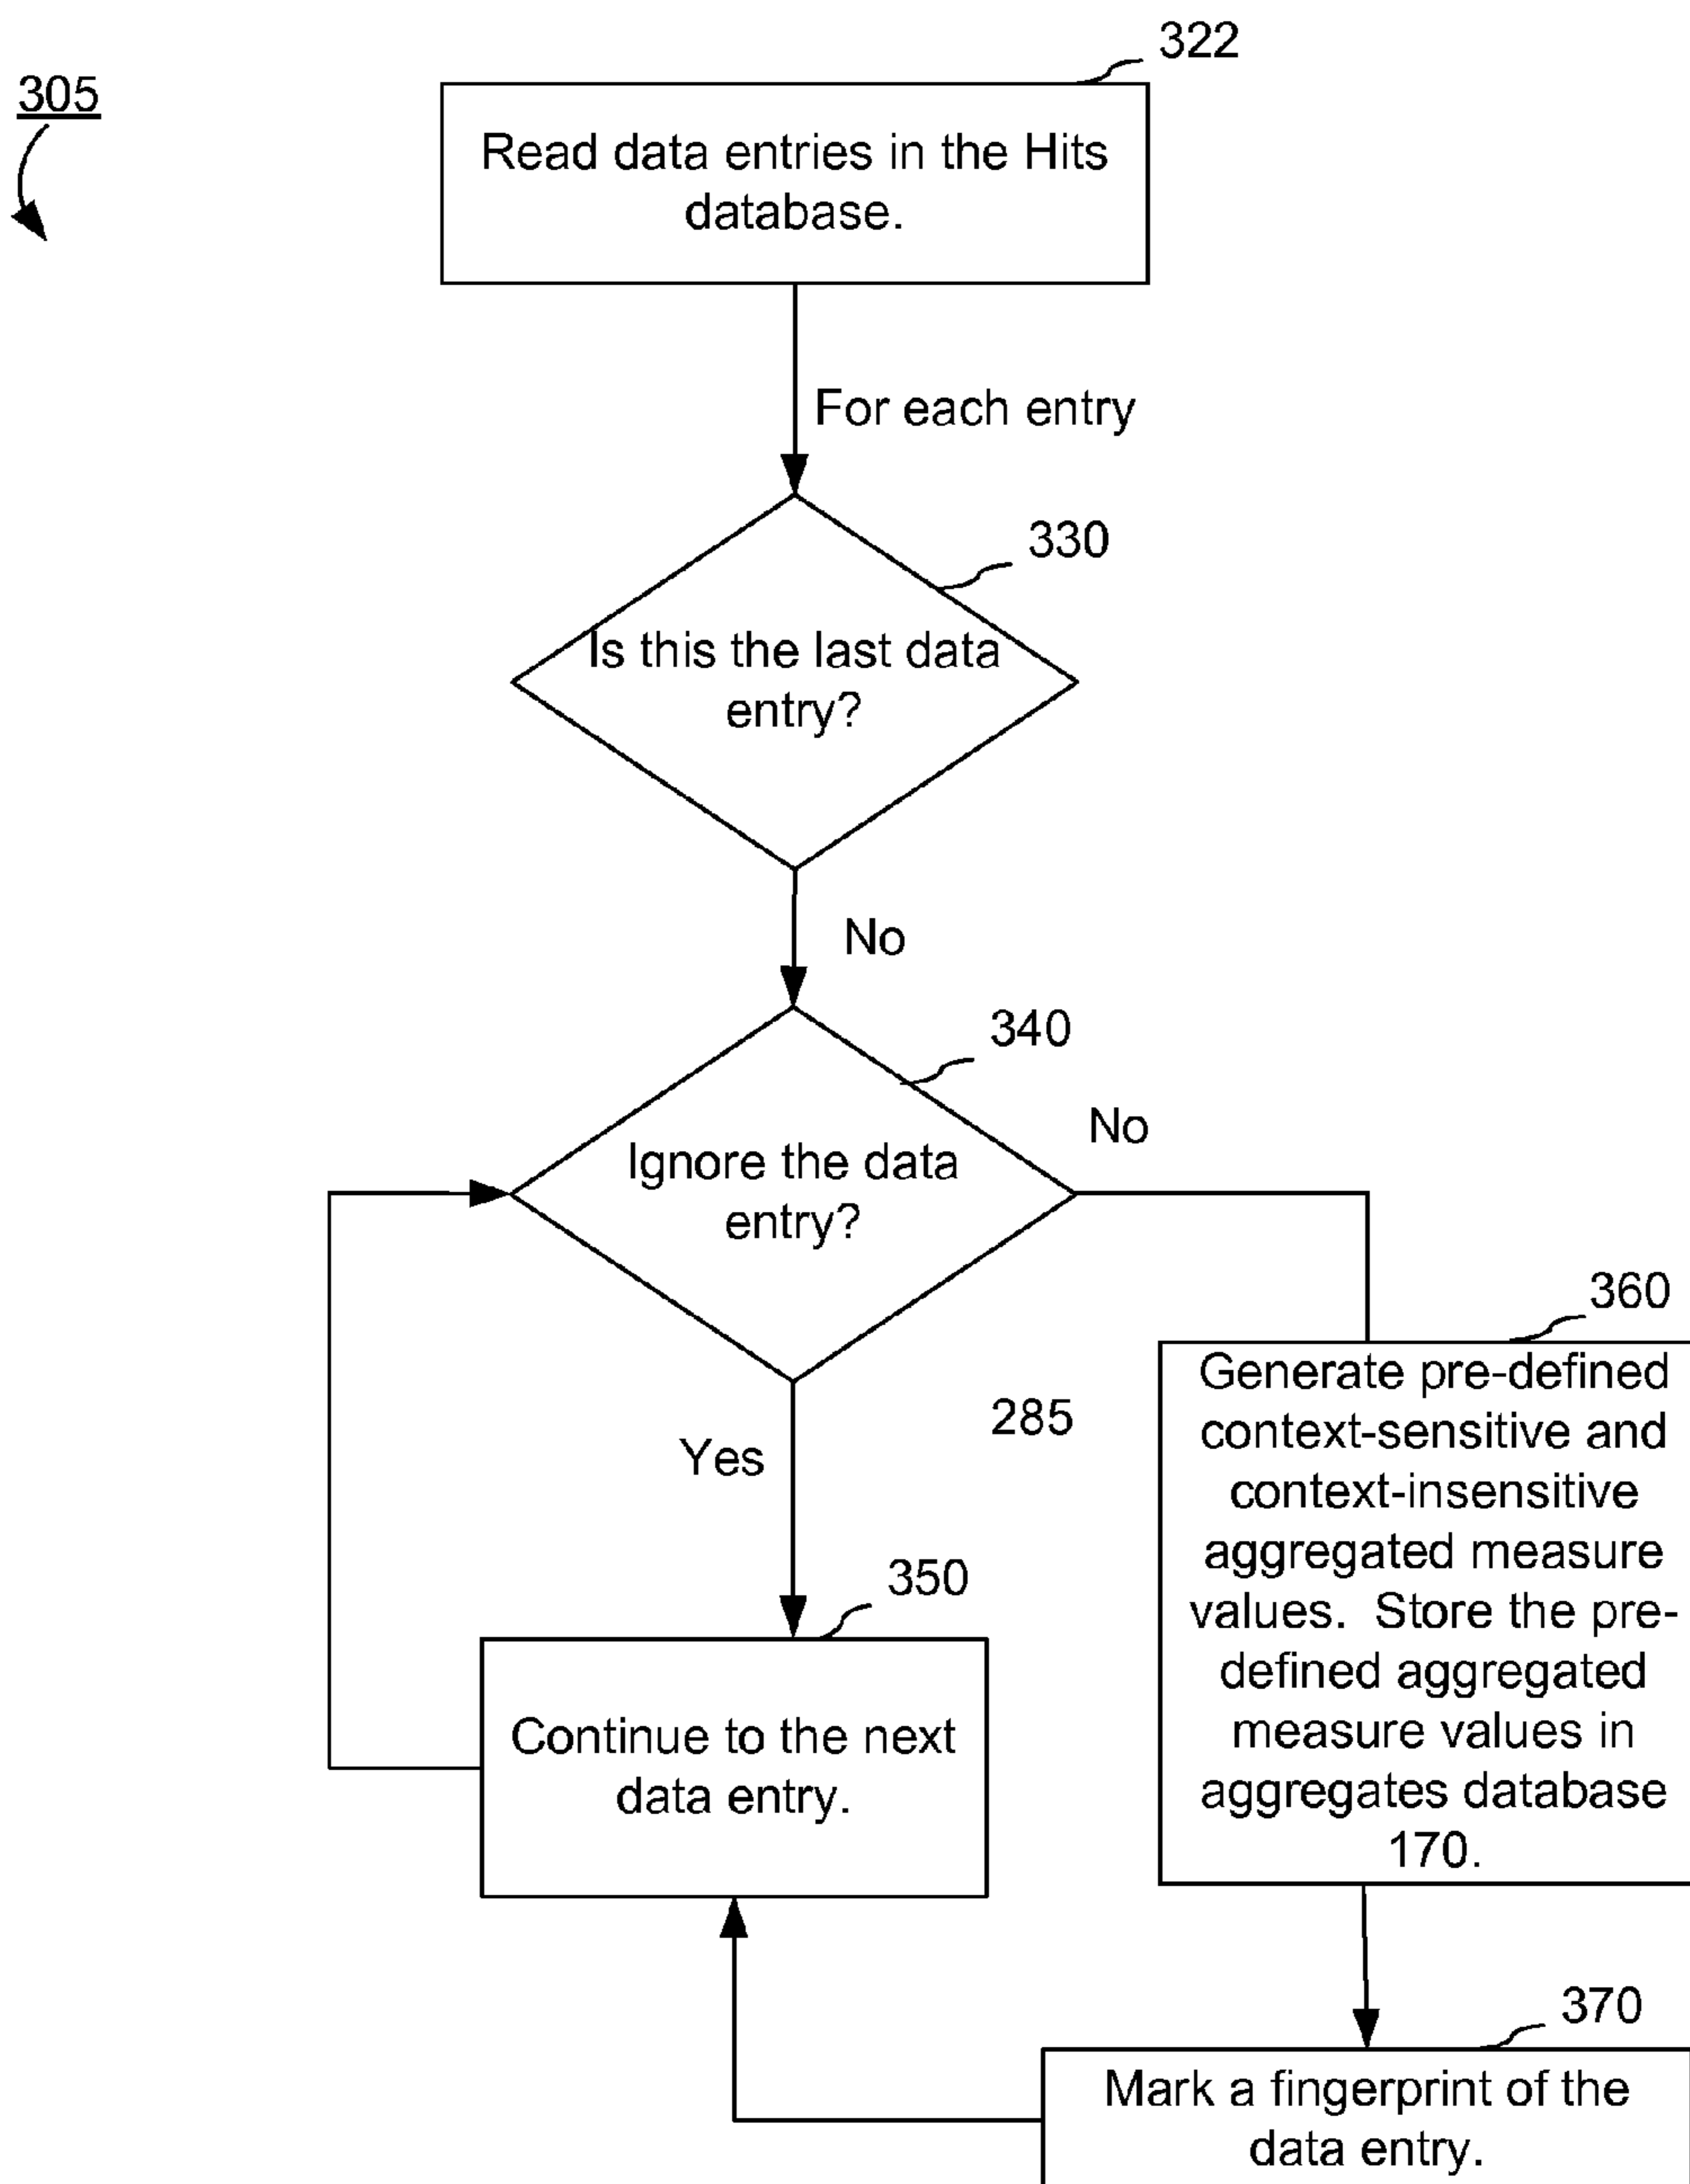 322
305
Read data entries in the Hits
database.
For each entry
330
Is this the last data
entry?
No
340
No
Ignore the data
entry?
360
Generate pre-defined
context-sensitive and
context-insensitive
aggregated measure
values.  Store the pre-
defined aggregated
measure values in
aggregates database
170.
285
Yes
350
Continue to the next
data entry.
370
Mark a fingerprint of the
data entry.